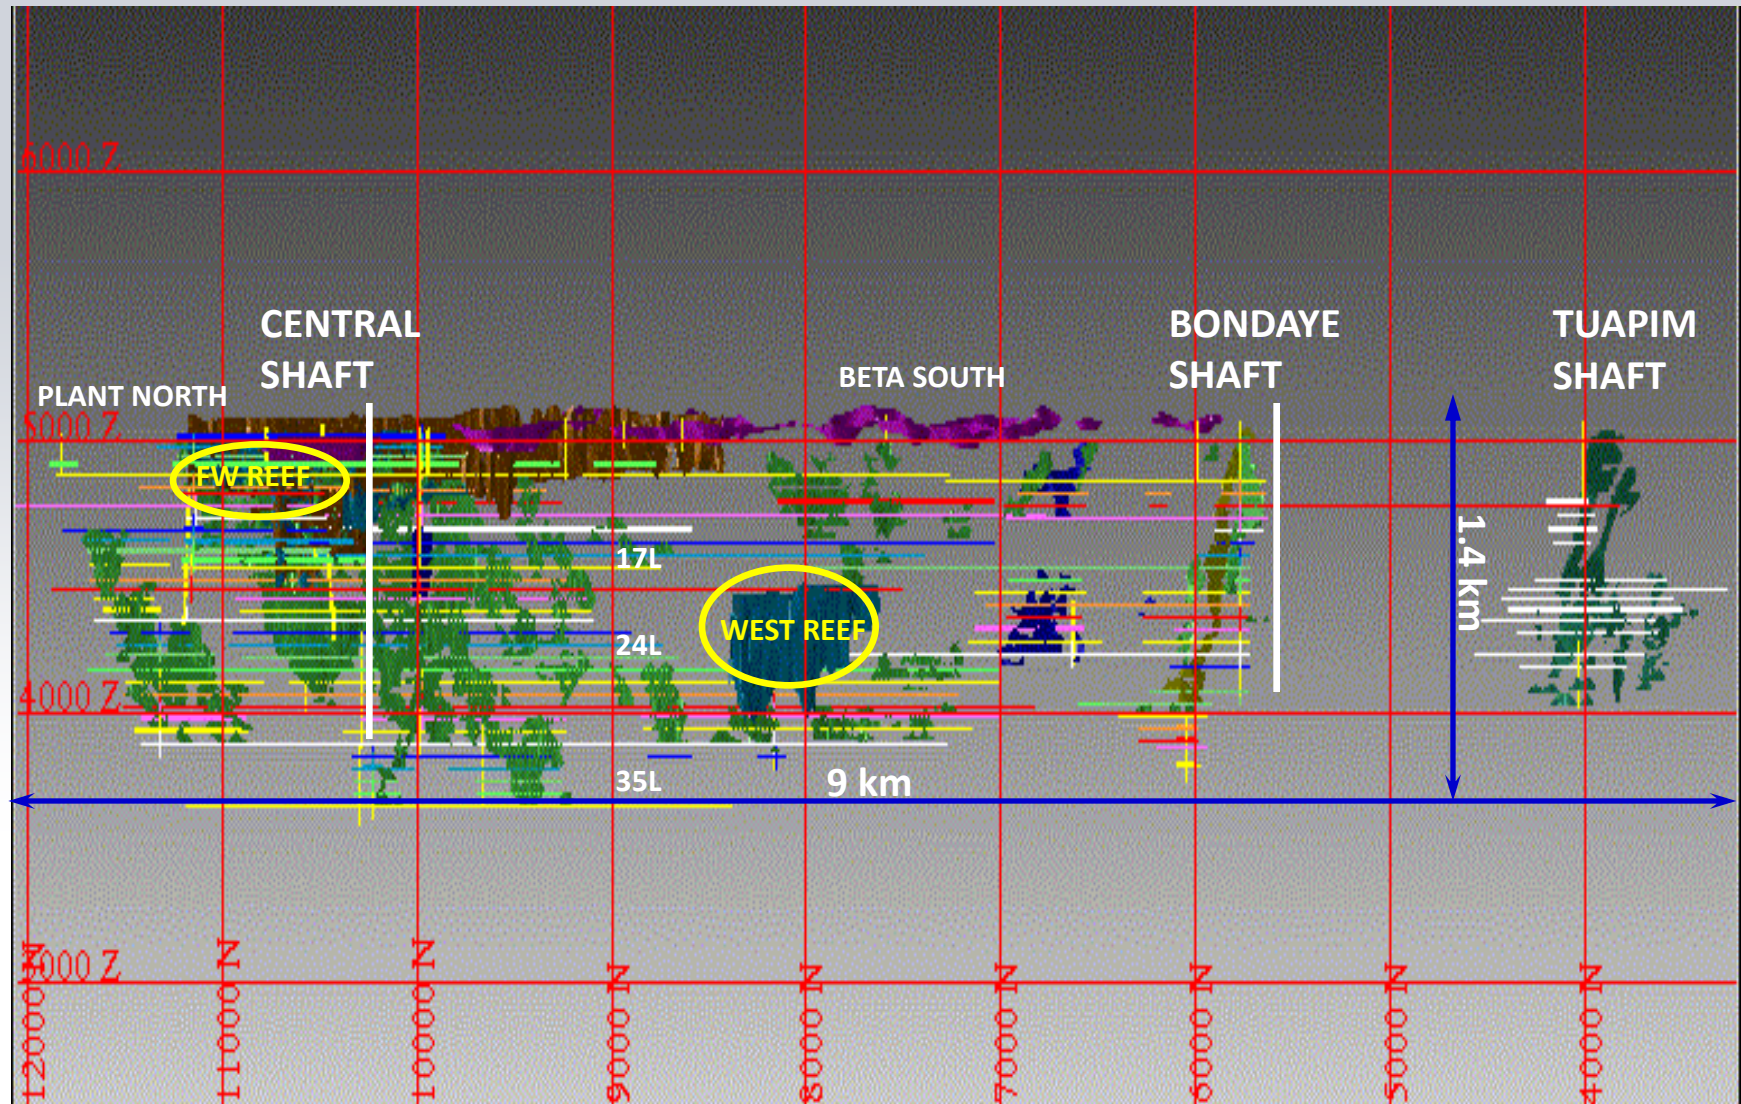 6000 Z
CENTRAL
SHAFT
BONDAYE
SHAFT
TUAPIM
SHAFT
PLANT NORTH
BETA SOUTH
5000 Z
FW REEF
17L
1.4 km
WEST REEF
24L
4000 Z
35L
9 km
3000 Z
12000 N
11000 N
10000 N
9000 N
8000 N
7000 N
6000 N
5000 N
4000 N